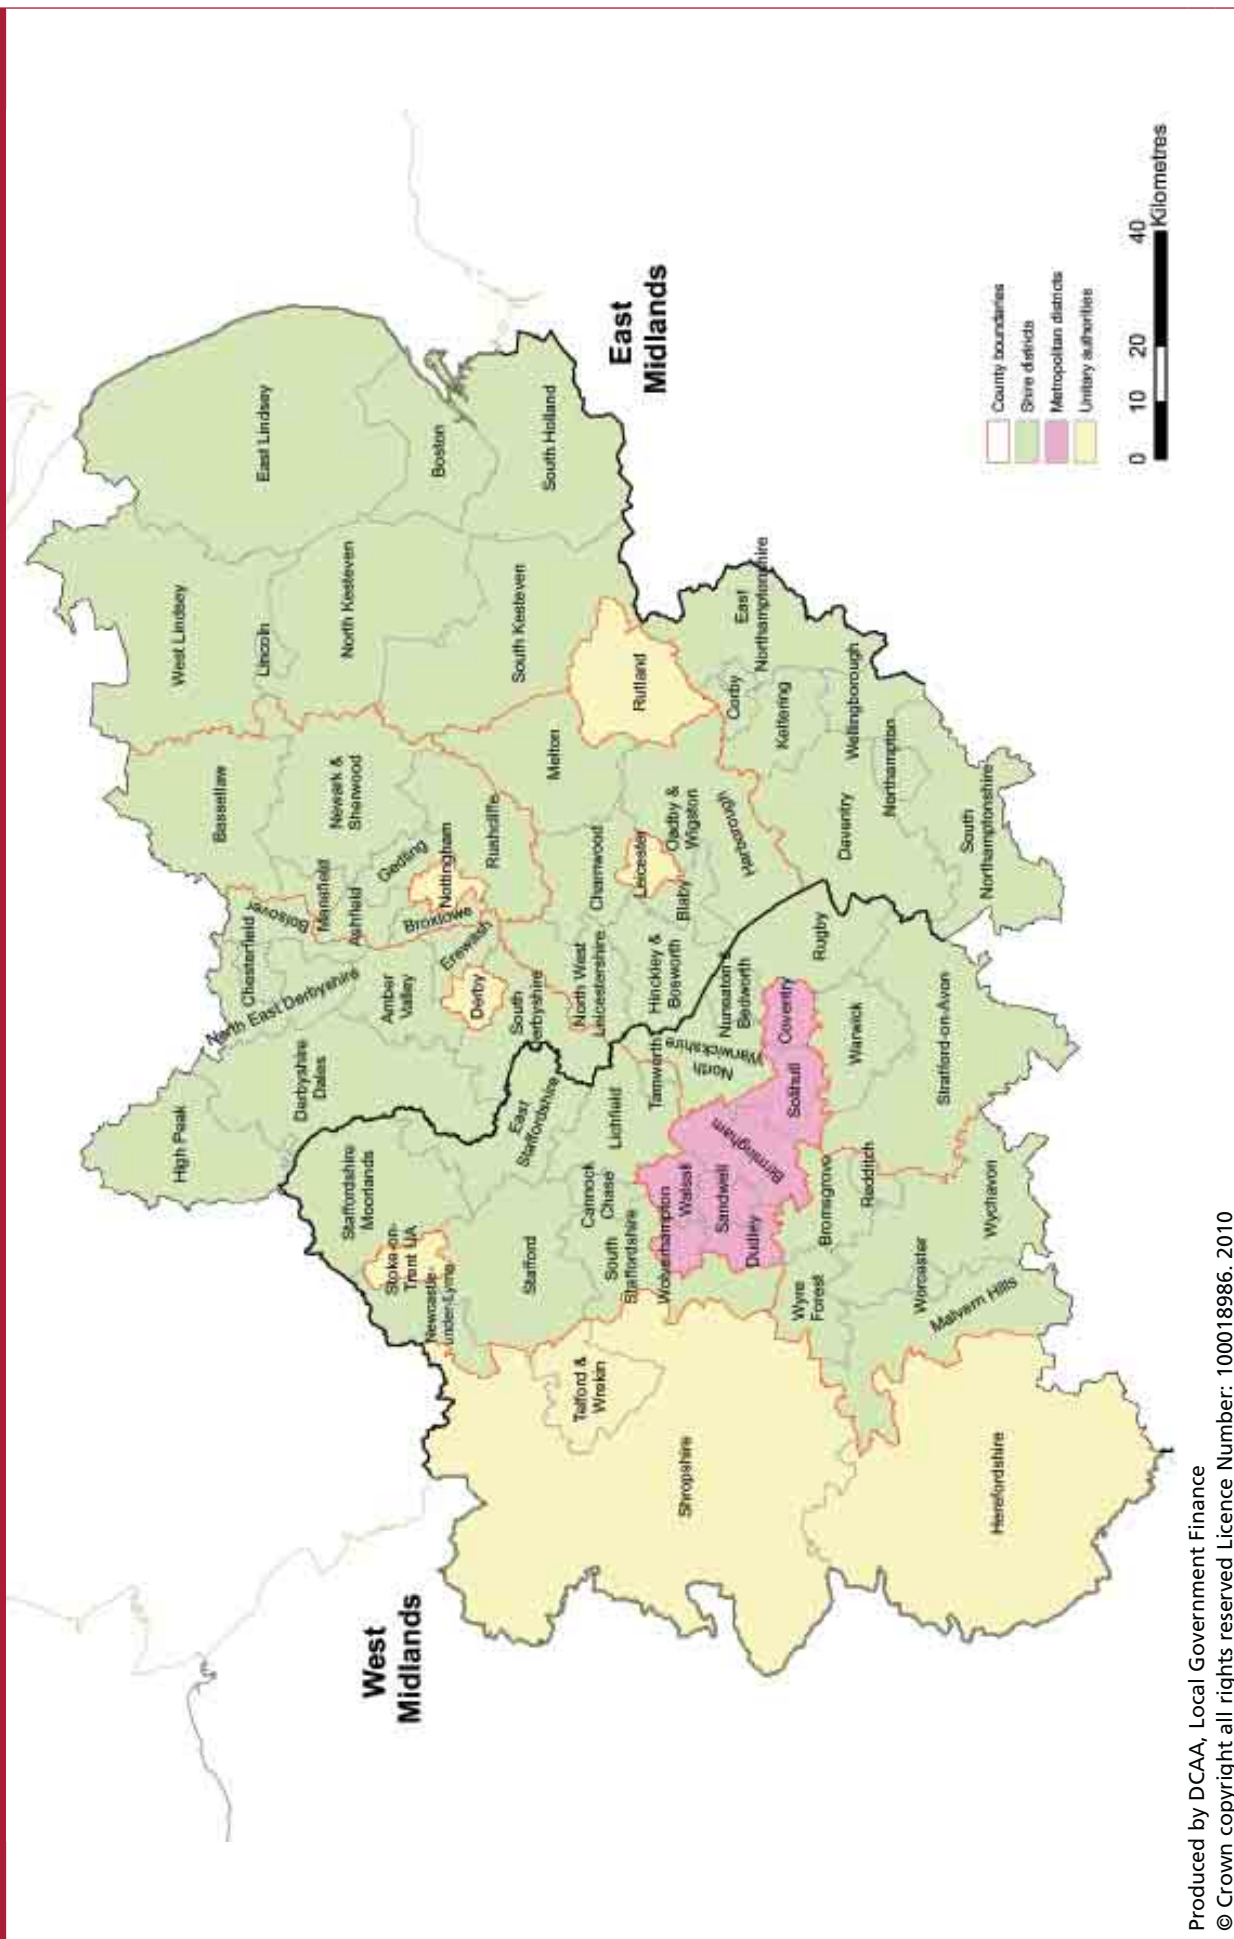 West
Midlands
East
Midlands
High Peak
Derbyshire
Dales
North East Derbyshire
Chesterfield
Bolsover
Bassetlaw
West Lindsey
East Lindsey
Lincoln
North Kesteven
Boston
South Holland
South Kesteven
Newark &
Sherwood
Mansfield
Ashfield
Gedling
Broxtowe
Nottingham
Rushcliffe
Amber
Valley
Erewash
Derby
South
Derbyshire
Staffordshire
Moorlands
Stoke-on-
Trent UA
Newcastle-
under-Lyme
Stafford
East
Staffordshire
Cannock
Chase
South
Staffordshire
Lichfield
Tamworth
North West
Leicestershire
Charnwood
Melton
Rutland
Leicester
Oadby &
Wigston
Blaby
Harborough
Hinckley &
Bosworth
Telford &
Wrekin
Shropshire
Herefordshire
Wolverhampton
Walsall
Sandwell
Dudley
Birmingham
Solihull
Coventry
North
Warwickshire
Nuneaton &
Bedworth
Rugby
Warwick
Stratford-on-Avon
Wyre
Forest
Bromsgrove
Redditch
Worcester
Malvern Hills
Wychavon
Corby
Kettering
East
Northamptonshire
Wellingborough
Northampton
Daventry
South
Northamptonshire
County boundaries
Shire districts
Metropolitan districts
Unitary authorities
0 10 20 40
Kilometres
Produced by DCAA, Local Government Finance
© Crown copyright all rights reserved Licence Number: 100018986. 2010